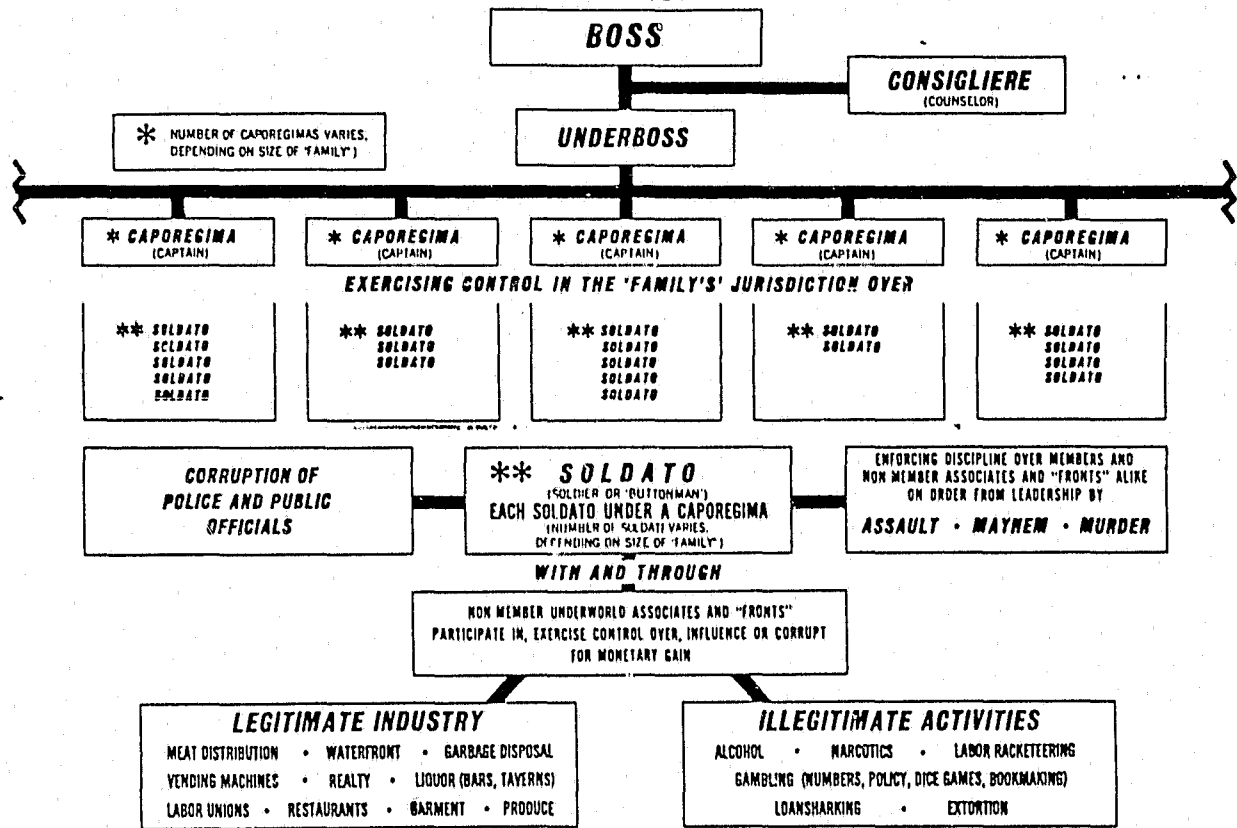 BOSS
CONSIGLIERE
(COUNSELOR)
* NUMBER OF CAPOREGIMAS VARIES,
DEPENDING ON SIZE OF 'FAMILY')
UNDERBOSS
* CAPOREGIMA
(CAPTAIN)
* CAPOREGIMA
(CAPTAIN)
* CAPOREGIMA
(CAPTAIN)
* CAPOREGIMA
(CAPTAIN)
* CAPOREGIMA
(CAPTAIN)
EXERCISING CONTROL IN THE 'FAMILY'S' JURISDICTION OVER
** SOLDATO
SOLDATO
SOLDATO
SOLDATO
SOLDATO
** SOLDATO
SOLDATO
SOLDATO
** SOLDATO
SOLDATO
SOLDATO
SOLDATO
SOLDATO
** SOLDATO
SOLDATO
** SOLDATO
SOLDATO
SOLDATO
SOLDATO
CORRUPTION OF
POLICE AND PUBLIC
OFFICIALS
** SOLDATO
(SOLDIER OR 'BUTTONMAN')
EACH SOLDATO UNDER A CAPOREGIMA
(NUMBER OF SOLDATI VARIES,
DEPENDING ON SIZE OF 'FAMILY')
ENFORCING DISCIPLINE OVER MEMBERS AND
NON MEMBER ASSOCIATES AND "FRONTS" ALIKE
ON ORDER FROM LEADERSHIP BY
ASSAULT • MAYHEM • MURDER
WITH AND THROUGH
NON MEMBER UNDERWORLD ASSOCIATES AND "FRONTS"
PARTICIPATE IN, EXERCISE CONTROL OVER, INFLUENCE OR CORRUPT
FOR MONETARY GAIN
LEGITIMATE INDUSTRY
MEAT DISTRIBUTION • WATERFRONT • GARBAGE DISPOSAL
VENDING MACHINES • REALTY • LIQUOR (BARS, TAVERNS)
LABOR UNIONS • RESTAURANTS • GARMENT • PRODUCE
ILLEGITIMATE ACTIVITIES
ALCOHOL • NARCOTICS • LABOR RACKETEERING
GAMBLING (NUMBERS, POLICY, DICE GAMES, BOOKMAKING)
LOANSHARKING • EXTORTION